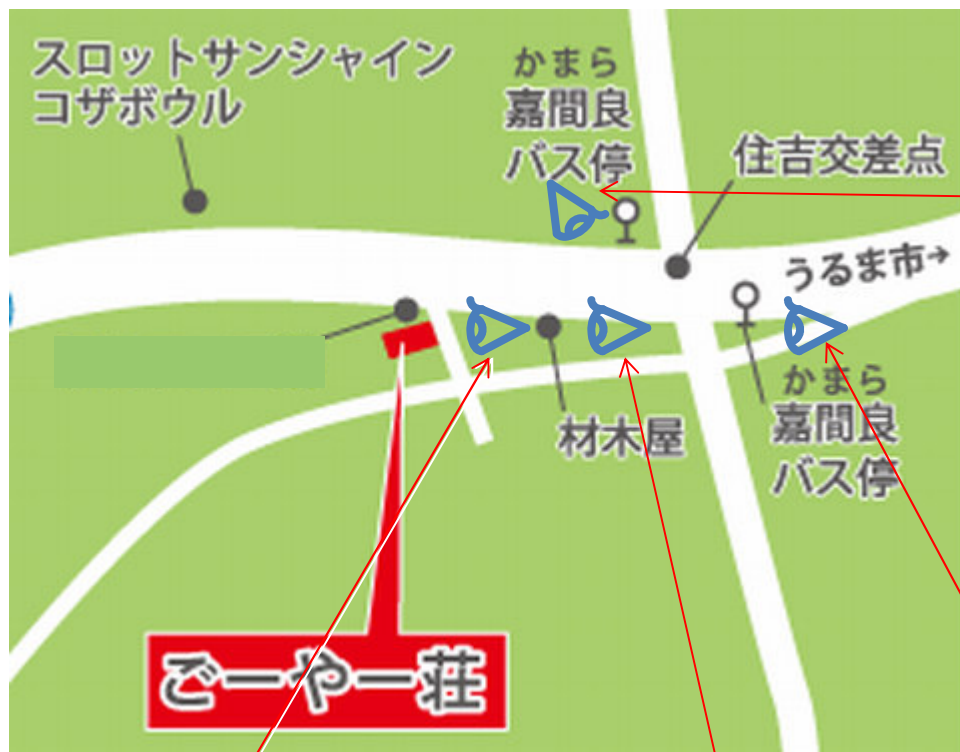 スロットサンシャイン
コザボウル
かまら
嘉間良
バス停
住吉交差点
うるま市→
かまら
嘉間良
バス停
材木屋
ごーやー荘